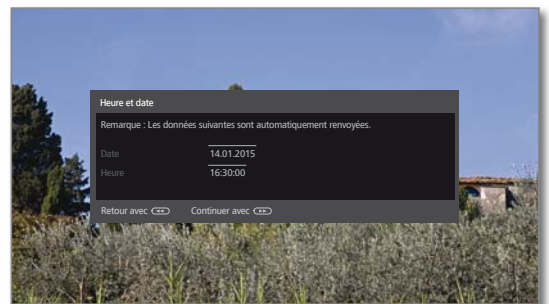 Heure et date
Remarque : Les données suivantes sont automatiquement renvoyées.
Date 14.01.2015
Heure 16:30:00
Retour avec Continuer avec